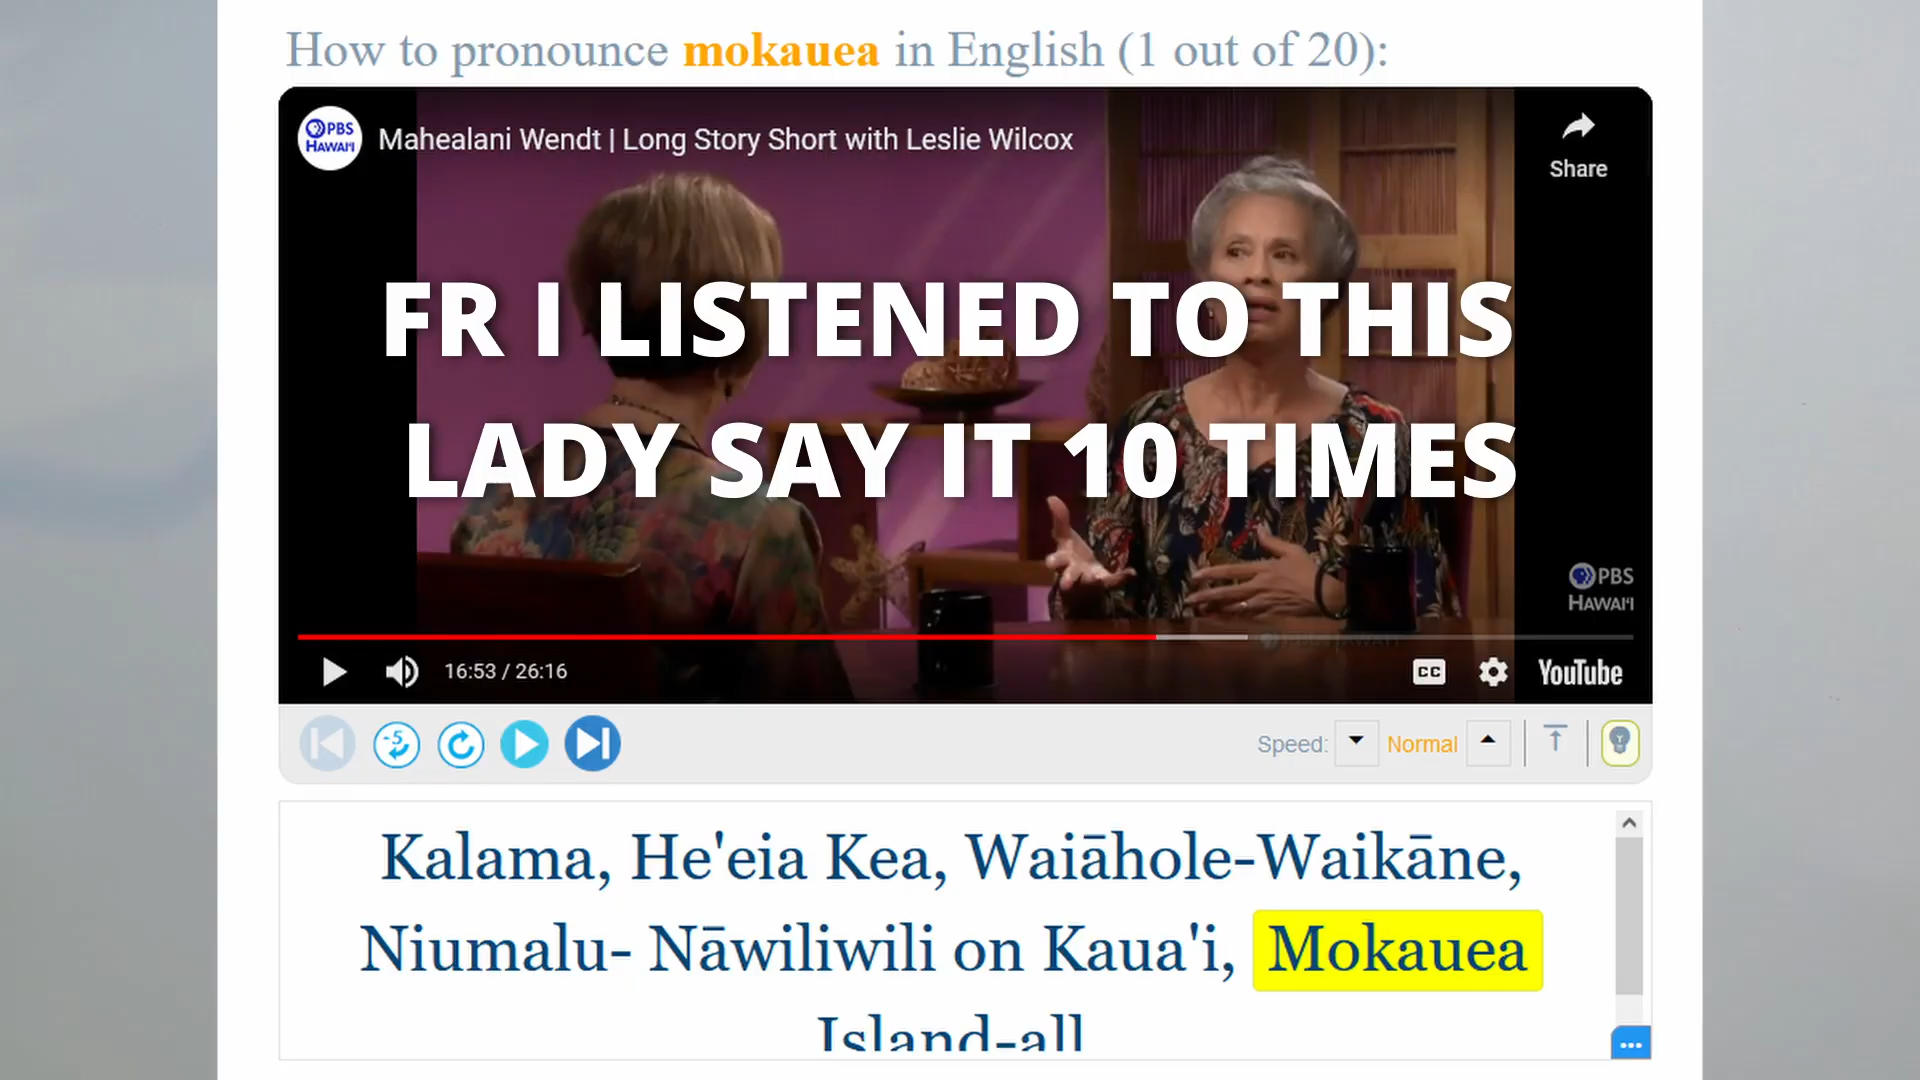 How to pronounce mokauea in English (1 out of 20):
PBS
HAWAI'I
Mahealani Wendt | Long Story Short with Leslie Wilcox
Share
FR I LISTENED TO THIS
LADY SAY IT 10 TIMES
PBS
HAWAI'I
16:53 / 26:16
CC
YouTube
-5
Speed:
Normal
Kalama, He'eia Kea, Waiāhole-Waikāne,
Niumalu- Nāwiliwili on Kaua'i, Mokauea
Island-all